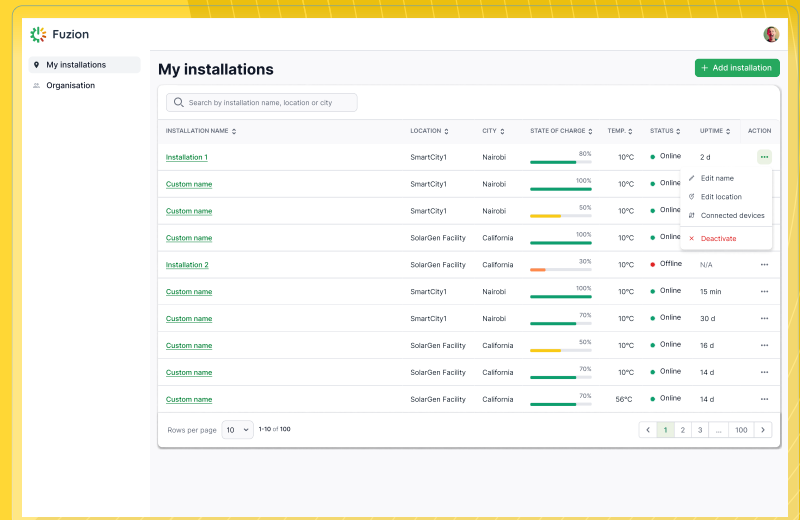 Fuzion
My installations
Organisation
My installations
+ Add installation
Search by installation name, location or city
INSTALLATION NAME LOCATION CITY STATE OF CHARGE TEMP. STATUS UPTIME ACTION
Installation 1 SmartCity1 Nairobi 80% 10°C Online 2 d ...
Custom name SmartCity1 Nairobi 100% 10°C Online
Edit name
Custom name SmartCity1 Nairobi 50% 10°C Online
Edit location
Connected devices
Custom name SolarGen Facility California 100% 10°C Online
Deactivate
Installation 2 SolarGen Facility California 30% 10°C Offline N/A ...
Custom name SmartCity1 Nairobi 100% 10°C Online 15 min ...
Custom name SmartCity1 Nairobi 70% 10°C Online 30 d ...
Custom name SolarGen Facility California 50% 10°C Online 16 d ...
Custom name SolarGen Facility California 70% 10°C Online 14 d ...
Custom name SolarGen Facility California 70% 56°C Online 14 d ...
Rows per page 10 1-10 of 100 < 1 2 3 ... 100 >